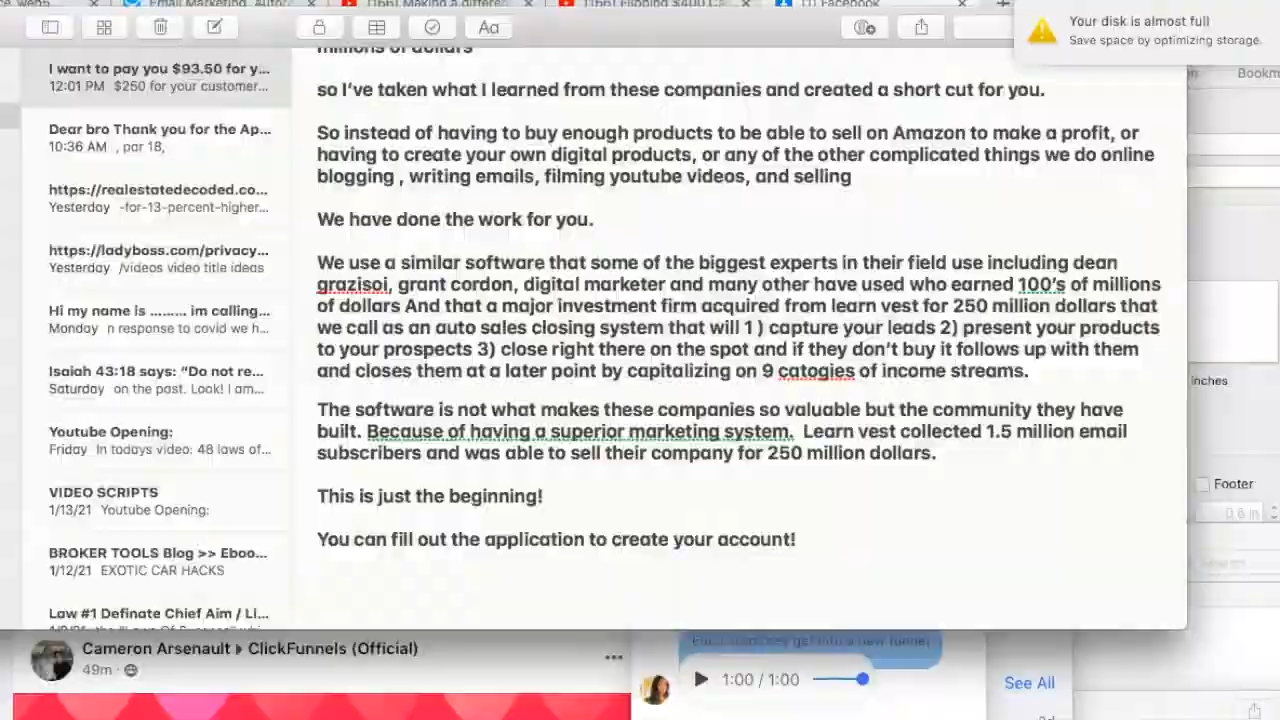 Email Marketing, Autor
[166] Making a differe
[166] Flipping $400 Ca
Facebook
Your disk is almost full
Save space by optimizing storage.
Aa
Bookm
I want to pay you $93.50 for y...
12:01 PM $250 for your customer...
Dear bro Thank you for the Ap...
10:36 AM , par 18,
https://realestatedecoded.co...
Yesterday -for-13-percent-higher...
https://ladyboss.com/privacy...
Yesterday /videos video title ideas
Hi my name is ......... im calling...
Monday n response to covid we h...
Isaiah 43:18 says: “Do not re...
Saturday on the post. Look! I am...
Youtube Opening:
Friday In todays video: 48 laws of...
VIDEO SCRIPTS
1/13/21 Youtube Opening:
BROKER TOOLS Blog >> Eboo...
1/12/21 EXOTIC CAR HACKS
Law #1 Definate Chief Aim / Li...
millions of dollars
so I’ve taken what I learned from these companies and created a short cut for you.
So instead of having to buy enough products to be able to sell on Amazon to make a profit, or
having to create your own digital products, or any of the other complicated things we do online
blogging , writing emails, filming youtube videos, and selling
We have done the work for you.
We use a similar software that some of the biggest experts in their field use including dean
grazisoi, grant cordon, digital marketer and many other have used who earned 100’s of millions
of dollars And that a major investment firm acquired from learn vest for 250 million dollars that
we call as an auto sales closing system that will 1 ) capture your leads 2) present your products
to your prospects 3) close right there on the spot and if they don’t buy it follows up with them
and closes them at a later point by capitalizing on 9 catogies of income streams.
The software is not what makes these companies so valuable but the community they have
built. Because of having a superior marketing system. Learn vest collected 1.5 million email
subscribers and was able to sell their company for 250 million dollars.
This is just the beginning!
You can fill out the application to create your account!
inches
Footer
0.6 in
Cameron Arsenault ▸ ClickFunnels (Official)
49m ·
1:00 / 1:00
See All